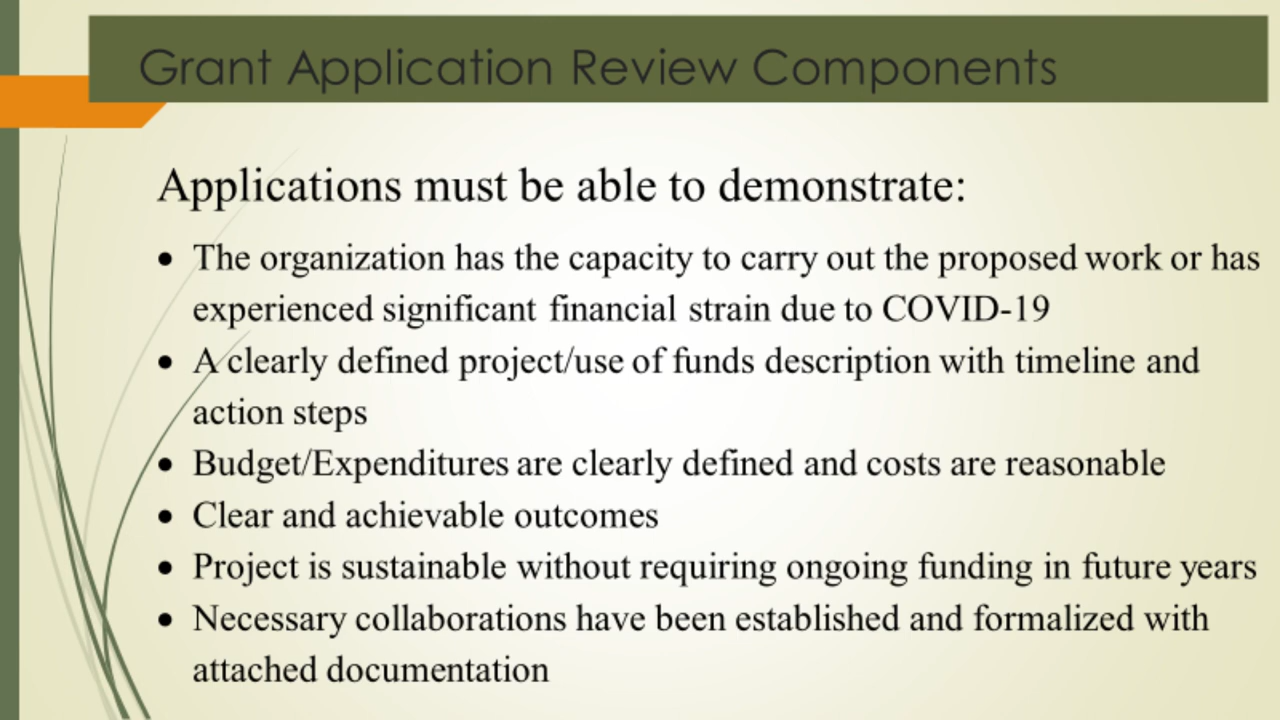 Grant Application Review Components
Applications must be able to demonstrate:
• The organization has the capacity to carry out the proposed work or has
experienced significant financial strain due to COVID-19
• A clearly defined project/use of funds description with timeline and
action steps
• Budget/Expenditures are clearly defined and costs are reasonable
• Clear and achievable outcomes
• Project is sustainable without requiring ongoing funding in future years
• Necessary collaborations have been established and formalized with
attached documentation